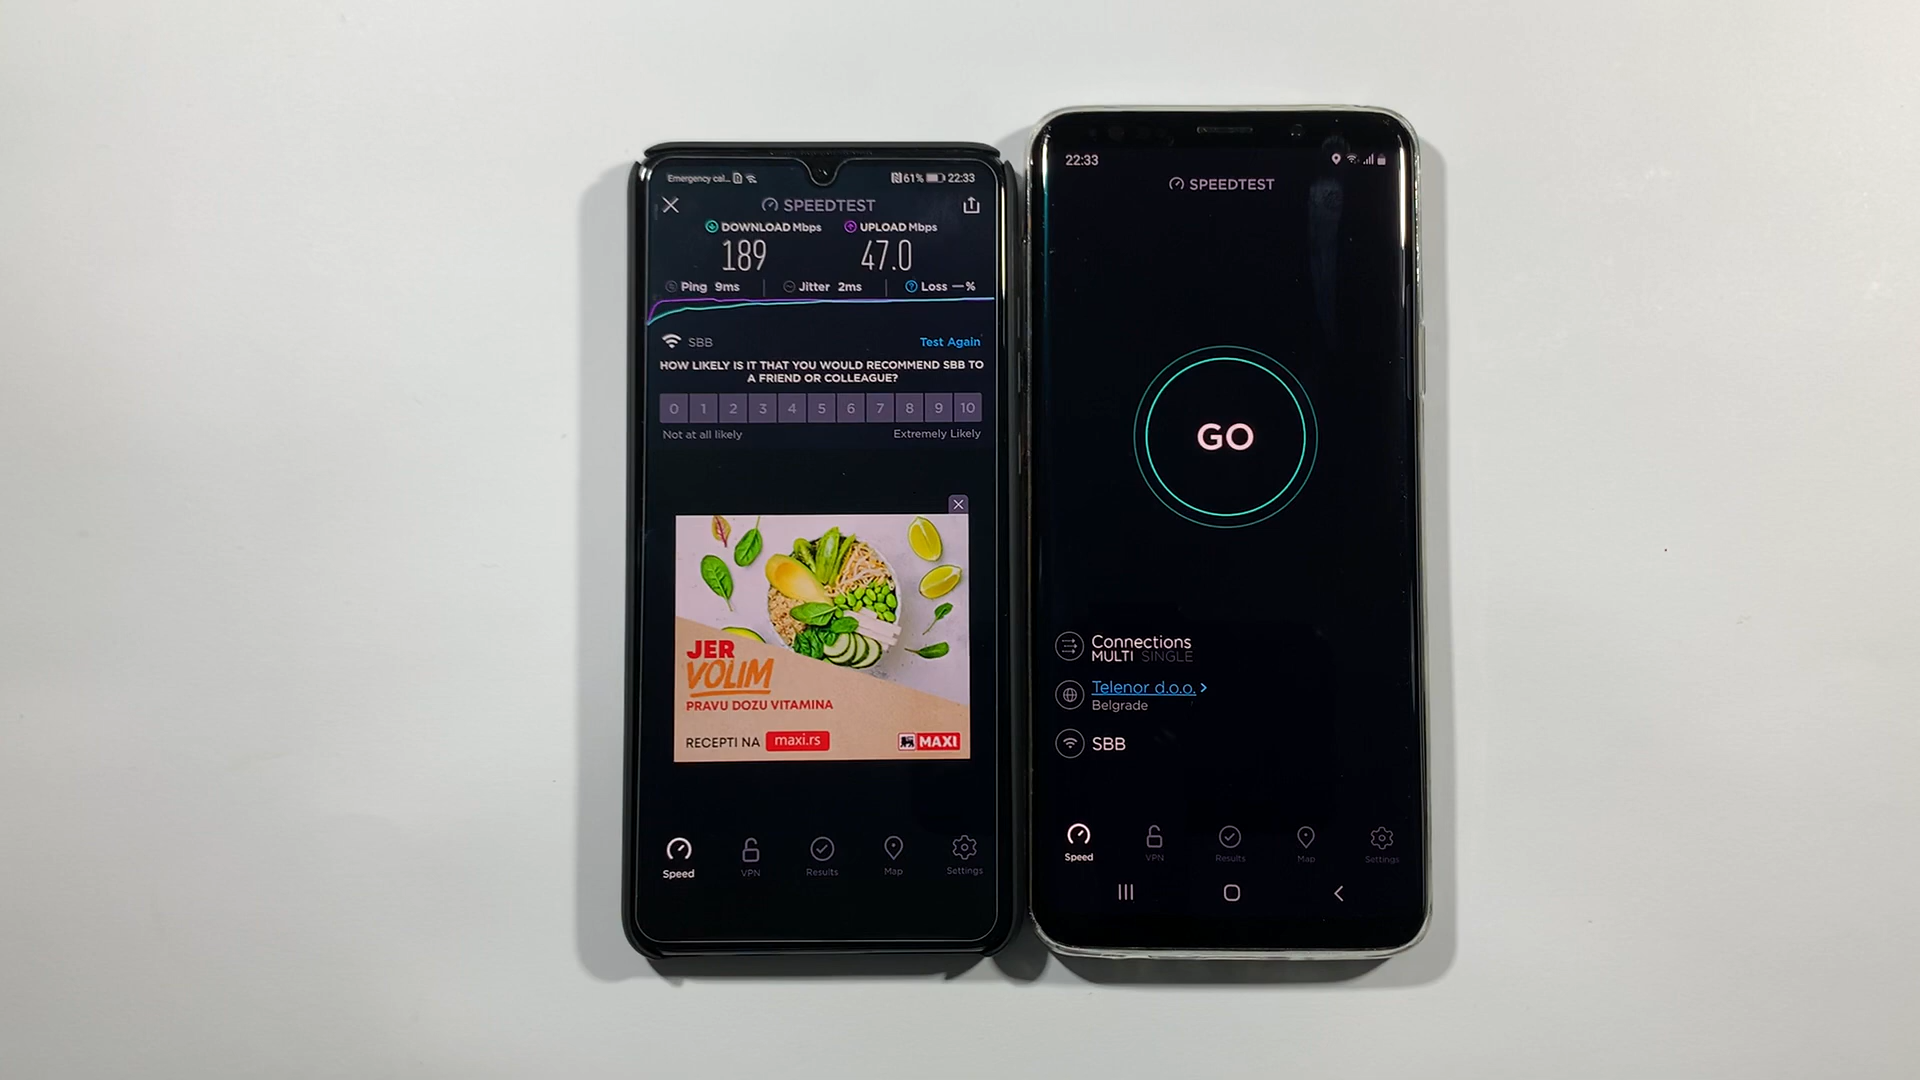 Emergency cal...
61% 22:33
SPEEDTEST
DOWNLOAD Mbps UPLOAD Mbps
189 47.0
Ping 9ms Jitter 2ms Loss —%
SBB Test Again
HOW LIKELY IS IT THAT YOU WOULD RECOMMEND SBB TO
A FRIEND OR COLLEAGUE?
0 1 2 3 4 5 6 7 8 9 10
Not at all likely Extremely Likely
JER
VOLIM
PRAVU DOZU VITAMINA
RECEPTI NA maxi.rs MAXI
Speed VPN Results Map Settings
22:33
SPEEDTEST
GO
Connections
MULTI SINGLE
Telenor d.o.o. >
Belgrade
SBB
Speed VPN Results Map Settings